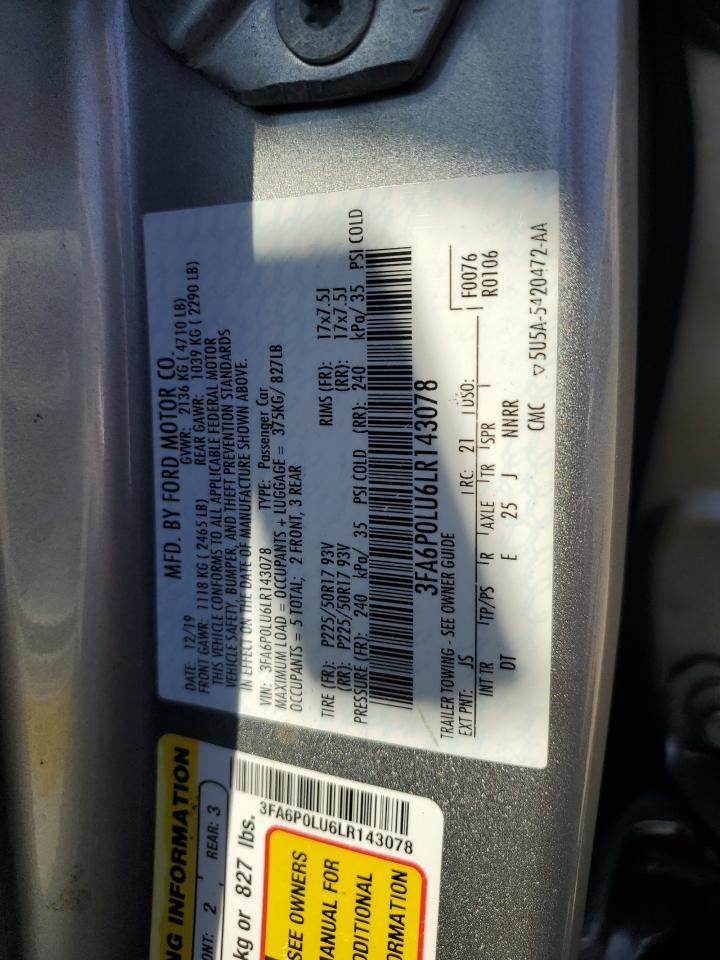 MFD. BY FORD MOTOR CO.
DATE: 12/19 GVWR: 2136 KG ( 4710 LB)
FRONT GAWR: 1118 KG ( 2465 LB) REAR GAWR: 1039 KG ( 2290 LB)
THIS VEHICLE CONFORMS TO ALL APPLICABLE FEDERAL MOTOR
VEHICLE SAFETY, BUMPER, AND THEFT PREVENTION STANDARDS
IN EFFECT ON THE DATE OF MANUFACTURE SHOWN ABOVE.
VIN: 3FA6P0LU6LR143078 TYPE: Passenger Car
MAXIMUM LOAD = OCCUPANTS + LUGGAGE = 375KG/ 827LB
OCCUPANTS = 5 TOTAL; 2 FRONT, 3 REAR
TIRE (FR): P225/50R17 93V RIMS (FR): 17x7.5J
(RR): P225/50R17 93V (RR): 17x7.5J
PRESSURE (FR): 240 kPa/ 35 PSI COLD (RR): 240 kPa/ 35 PSI COLD
3FA6P0LU6LR143078
TRAILER TOWING - SEE OWNER GUIDE
F0076
R0106
EXT PNT: JS RC: 21 DSO:
INT TR TP/PS R AXLE TR SPR
DT E 25 J NNRR
CMC ▽5U5A-5420472-AA
NG INFORMATION
ONT: 2 REAR: 3
3FA6P0LU6LR143078
kg or 827 lbs.
SEE OWNERS
MANUAL FOR
DDITIONAL
ORMATION